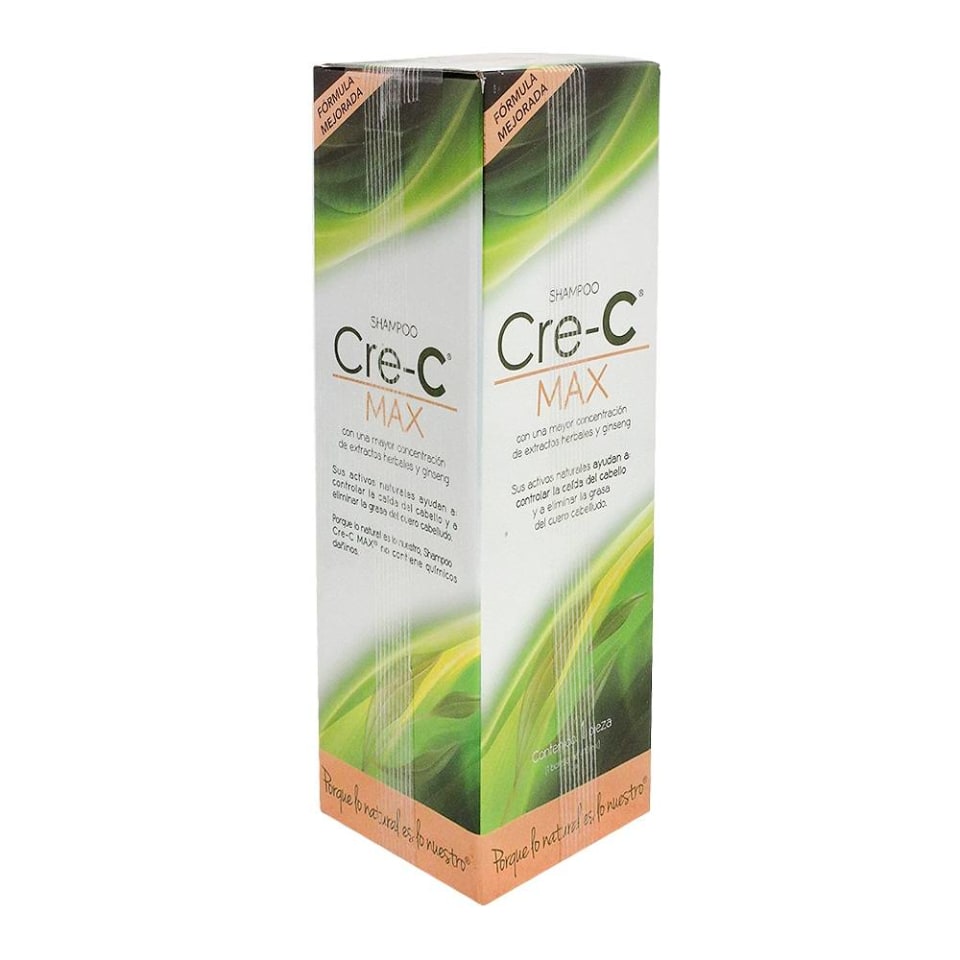 FÓRMULA
MEJORADA
SHAMPOO
Cre-C®
MAX
con una mayor concentración
de extractos herbales y ginseng
Sus activos naturales ayudan a:
controlar la caída del cabello y a
eliminar la grasa del cuero cabelludo.
Porque lo natural es lo nuestro, Shampoo
Cre-C MAX® no contiene químicos
dañinos.
Porque lo natural es lo nuestro®
FÓRMULA
MEJORADA
SHAMPOO
Cre-C®
MAX
con una mayor concentración
de extractos herbales y ginseng
Sus activos naturales ayudan a:
controlar la caída del cabello
y a eliminar la grasa
del cuero cabelludo.
Contenido: 1 pieza
Porque lo natural es lo nuestro®